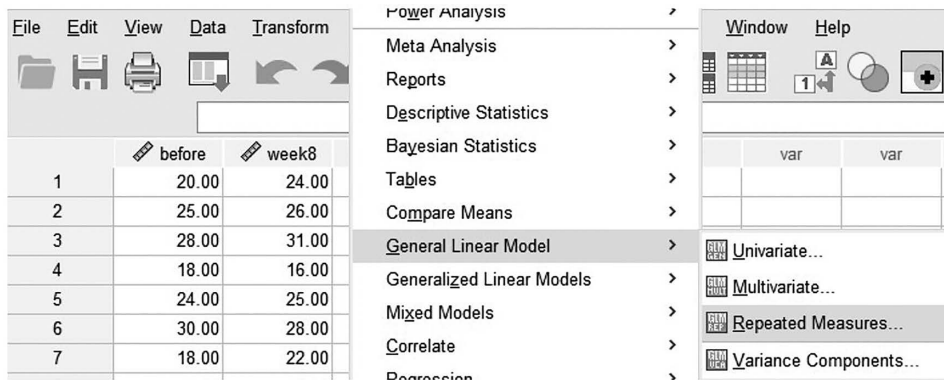 Power Analysis
File Edit View Data Transform
Window Help
Meta Analysis
Reports
A
1
Descriptive Statistics
Bayesian Statistics
before week8
var var
Tables
1 20.00 24.00
2 25.00 26.00
Compare Means
3 28.00 31.00
General Linear Model
Univariate...
4 18.00 16.00
Generalized Linear Models
Multivariate...
5 24.00 25.00
Mixed Models
Repeated Measures...
6 30.00 28.00
Correlate
7 18.00 22.00
Variance Components...
Regression